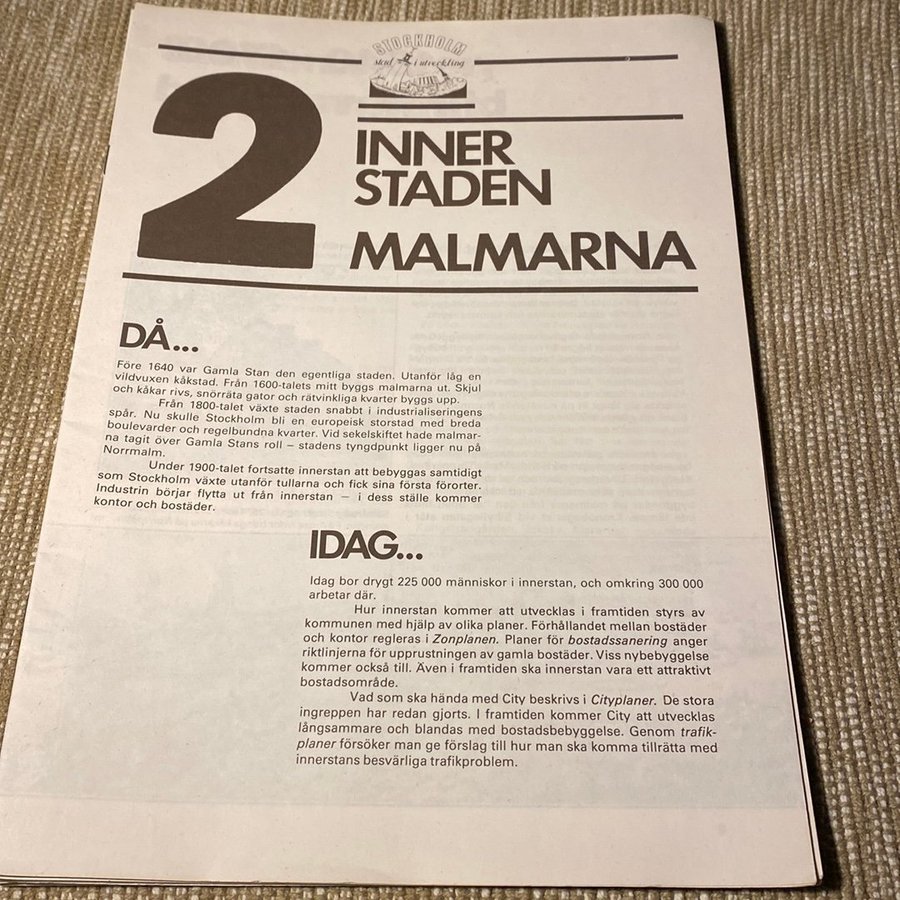 STOCKHOLM
stad i utveckling
2
INNER
STADEN
MALMARNA
DÅ...
Före 1640 var Gamla Stan den egentliga staden. Utanför låg en
vildvuxen kåkstad. Från 1600-talets mitt byggs malmarna ut. Skjul
och kåkar rivs, snörräta gator och rätvinkliga kvarter byggs upp.
Från 1800-talet växte staden snabbt i industrialiseringens
spår. Nu skulle Stockholm bli en europeisk storstad med breda
boulevarder och regelbundna kvarter. Vid sekelskiftet hade malmar-
na tagit över Gamla Stans roll – stadens tyngdpunkt ligger nu på
Norrmalm.
Under 1900-talet fortsatte innerstan att bebyggas samtidigt
som Stockholm växte utanför tullarna och fick sina första förorter.
Industrin börjar flytta ut från innerstan – i dess ställe kommer
kontor och bostäder.
IDAG...
Idag bor drygt 225 000 människor i innerstan, och omkring 300 000
arbetar där.
Hur innerstan kommer att utvecklas i framtiden styrs av
kommunen med hjälp av olika planer. Förhållandet mellan bostäder
och kontor regleras i Zonplanen. Planer för bostadssanering anger
riktlinjerna för upprustningen av gamla bostäder. Viss nybebyggelse
kommer också till. Även i framtiden ska innerstan vara ett attraktivt
bostadsområde.
Vad som ska hända med City beskrivs i Cityplaner. De stora
ingreppen har redan gjorts. I framtiden kommer City att utvecklas
långsammare och blandas med bostadsbebyggelse. Genom trafik-
planer försöker man ge förslag till hur man ska komma tillrätta med
innerstans besvärliga trafikproblem.